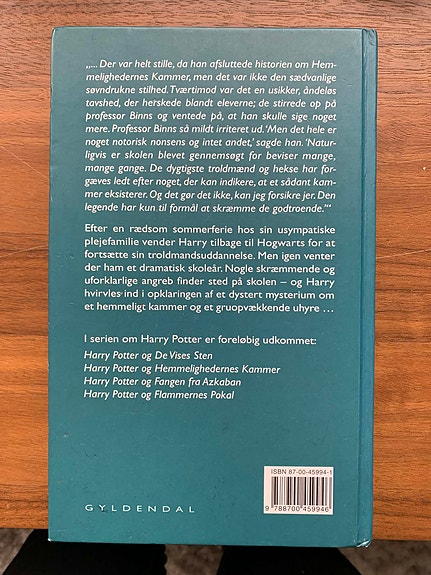 „... Der var helt stille, da han afsluttede historien om Hem-
melighedernes Kammer, men det var ikke den sædvanlige
søvndrukne stilhed. Tværtimod var det en usikker, åndeløs
tavshed, der herskede blandt eleverne; de stirrede op på
professor Binns og ventede på, at han skulle sige noget
mere. Professor Binns så mildt irriteret ud. 'Men det hele er
noget notorisk nonsens og intet andet,' sagde han. 'Natur-
ligvis er skolen blevet gennemsøgt for beviser mange,
mange gange. De dygtigste troldmænd og hekse har for-
gæves ledt efter noget, der kan indikere, at et sådant kam-
mer eksisterer. Og det gør det ikke, kan jeg forsikre jer. Den
legende har kun til formål at skræmme de godtroende.'"
Efter en rædsom sommerferie hos sin usympatiske
plejefamilie vender Harry tilbage til Hogwarts for at
fortsætte sin troldmandsuddannelse. Men igen venter
der ham et dramatisk skoleår. Nogle skræmmende og
uforklarlige angreb finder sted på skolen – og Harry
hvirvles ind i opklaringen af et dystert mysterium om
et hemmeligt kammer og et gruopvækkende uhyre ...
I serien om Harry Potter er foreløbig udkommet:
Harry Potter og De Vises Sten
Harry Potter og Hemmelighedernes Kammer
Harry Potter og Fangen fra Azkaban
Harry Potter og Flammernes Pokal
ISBN 87-00-45994-1
9 788700 459946
GYLDENDAL